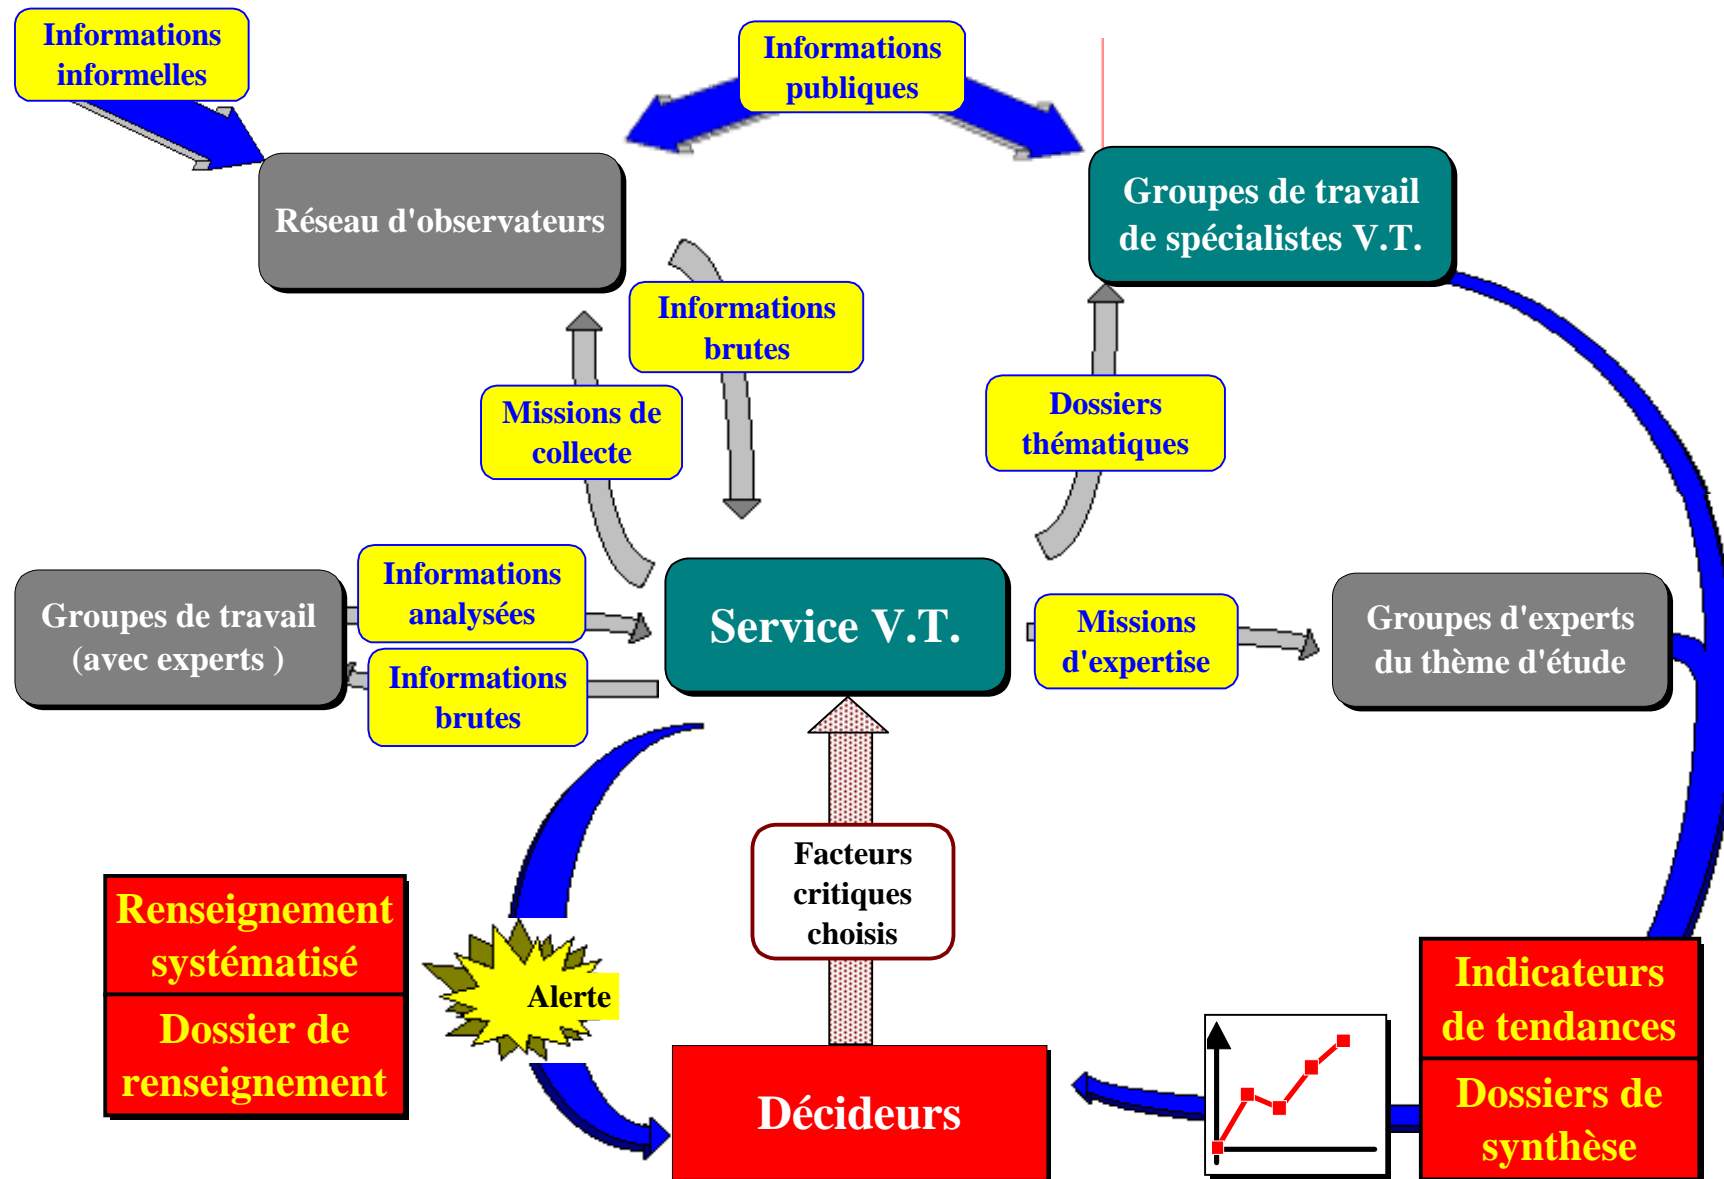 Informations
informelles
Informations
publiques
Réseau d'observateurs
Groupes de travail
de spécialistes V.T.
Informations
brutes
Missions de
collecte
Dossiers
thématiques
Groupes de travail
(avec experts )
Informations
analysées
Informations
brutes
Service V.T.
Missions
d'expertise
Groupes d'experts
du thème d'étude
Facteurs
critiques
choisis
Renseignement
systématisé
Dossier de
renseignement
Alerte
Décideurs
Indicateurs
de tendances
Dossiers de
synthèse